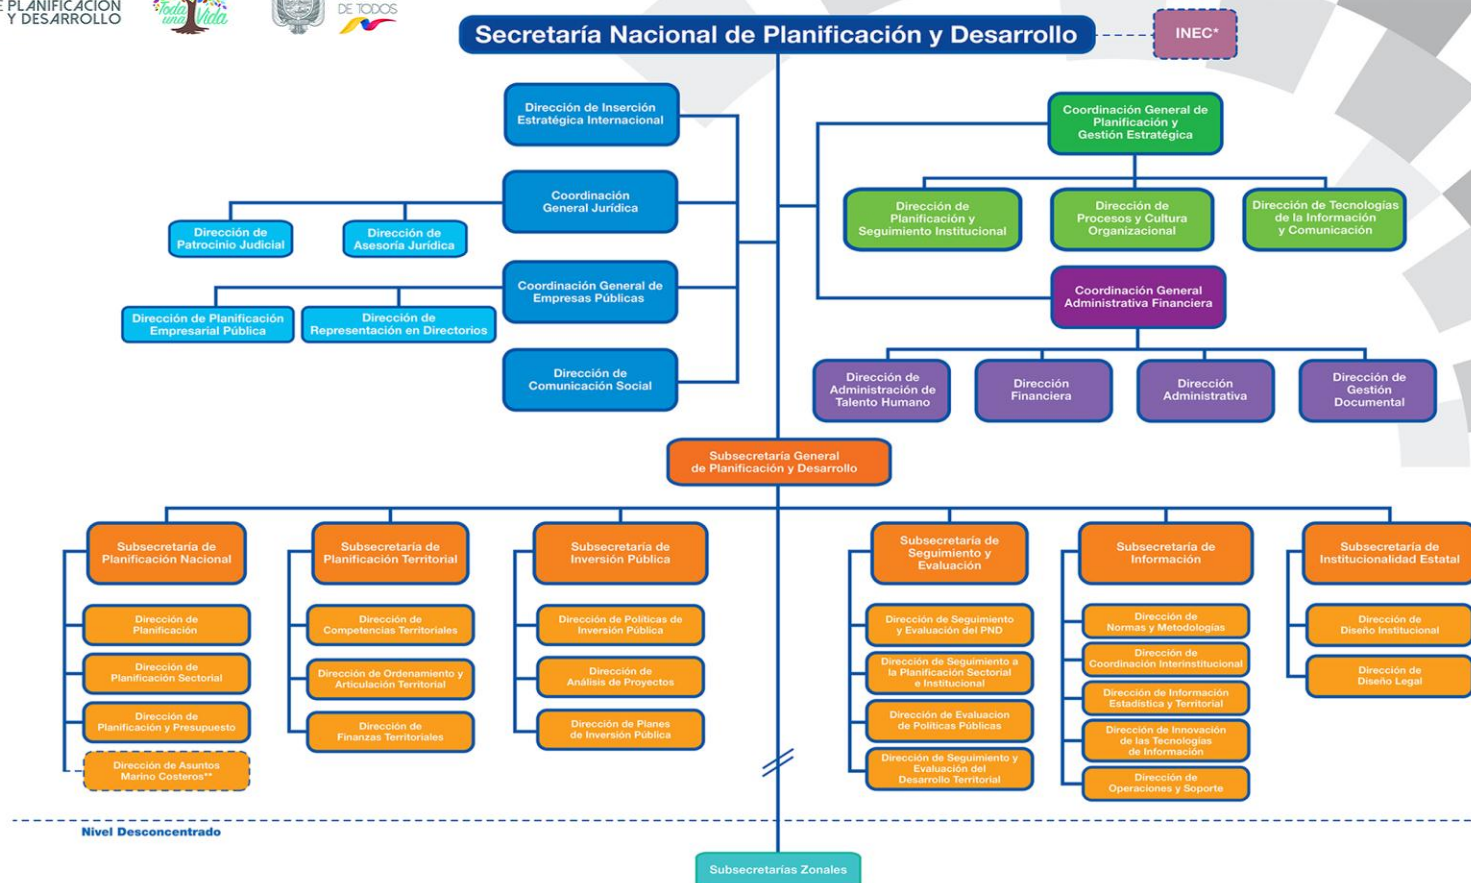 E PLANIFICACIÓN
Y DESARROLLO
Toda
una Vida
DE TODOS
Secretaría Nacional de Planificación y Desarrollo
INEC*
Dirección de Inserción
Estratégica Internacional
Coordinación General de
Planificación y
Gestión Estratégica
Coordinación
General Jurídica
Dirección de
Planificación y
Seguimiento Institucional
Dirección de
Procesos y Cultura
Organizacional
Dirección de Tecnologías
de la Información
y Comunicación
Dirección de
Patrocinio Judicial
Dirección de
Asesoría Jurídica
Coordinación General de
Empresas Públicas
Coordinación General
Administrativa Financiera
Dirección de Planificación
Empresarial Pública
Dirección de
Representación en Directorios
Dirección de
Comunicación Social
Dirección de
Administración de
Talento Humano
Dirección
Financiera
Dirección
Administrativa
Dirección de
Gestión
Documental
Subsecretaría General
de Planificación y Desarrollo
Subsecretaría de
Planificación Nacional
Subsecretaría de
Planificación Territorial
Subsecretaría de
Inversión Pública
Subsecretaría de
Seguimiento y
Evaluación
Subsecretaría de
Información
Subsecretaría de
Institucionalidad Estatal
Dirección de
Planificación
Dirección de
Planificación Sectorial
Dirección de
Planificación y Presupuesto
Dirección de Asuntos
Marino Costeros**
Dirección de
Competencias Territoriales
Dirección de Ordenamiento y
Articulación Territorial
Dirección de
Finanzas Territoriales
Dirección de Políticas de
Inversión Pública
Dirección de
Análisis de Proyectos
Dirección de Planes
de Inversión Pública
Dirección de Seguimiento
y Evaluación del PND
Dirección de Seguimiento a
la Planificación Sectorial
e Institucional
Dirección de Evaluacion
de Políticas Públicas
Dirección de Seguimiento y
Evaluación del
Desarrollo Territorial
Dirección de
Normas y Metodologías
Dirección de
Coordinación Interinstitucional
Dirección de Información
Estadística y Territorial
Dirección de Innovación
de las Tecnologías
de Información
Dirección de
Operaciones y Soporte
Dirección de
Diseño Institucional
Dirección de
Diseño Legal
Nivel Desconcentrado
Subsecretarías Zonales